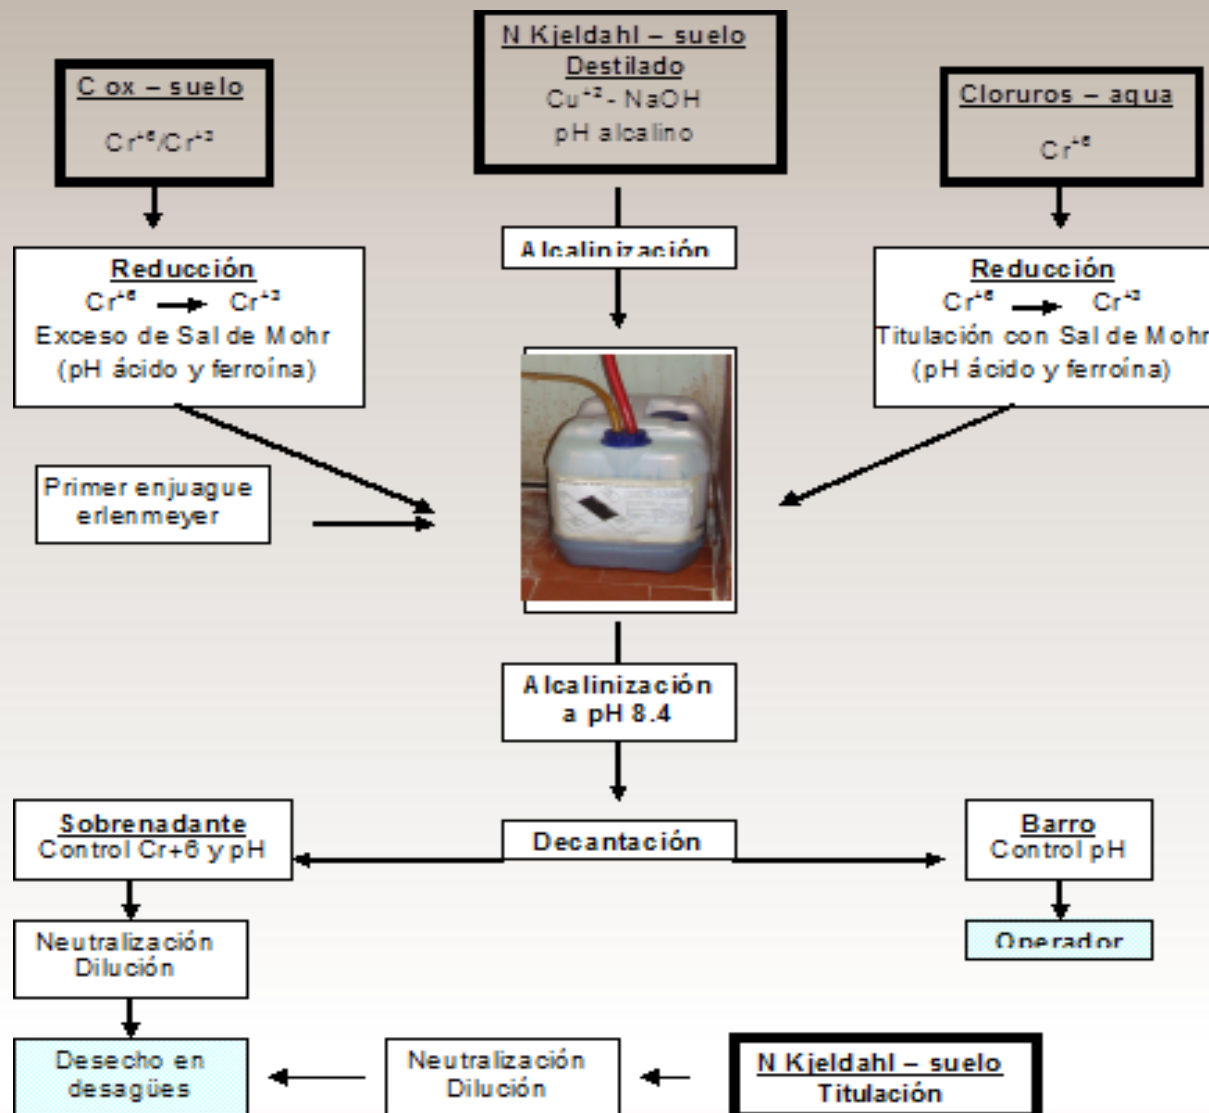 N Kjeldahl – suelo
Destilado
Cu⁺² - NaOH
pH alcalino
C ox – suelo
Cr⁺⁶/Cr⁺³
Cloruros – agua
Cr⁺⁶
Alcalinización
Reducción
Cr⁺⁶ → Cr⁺³
Exceso de Sal de Mohr
(pH ácido y ferroína)
Reducción
Cr⁺⁶ → Cr⁺³
Titulación con Sal de Mohr
(pH ácido y ferroína)
Primer enjuague
erlenmeyer
Alcalinización
a pH 8.4
Sobrenadante
Control Cr+6 y pH
Decantación
Barro
Control pH
Neutralización
Dilución
Operador
Desecho en
desagües
Neutralización
Dilución
N Kjeldahl – suelo
Titulación